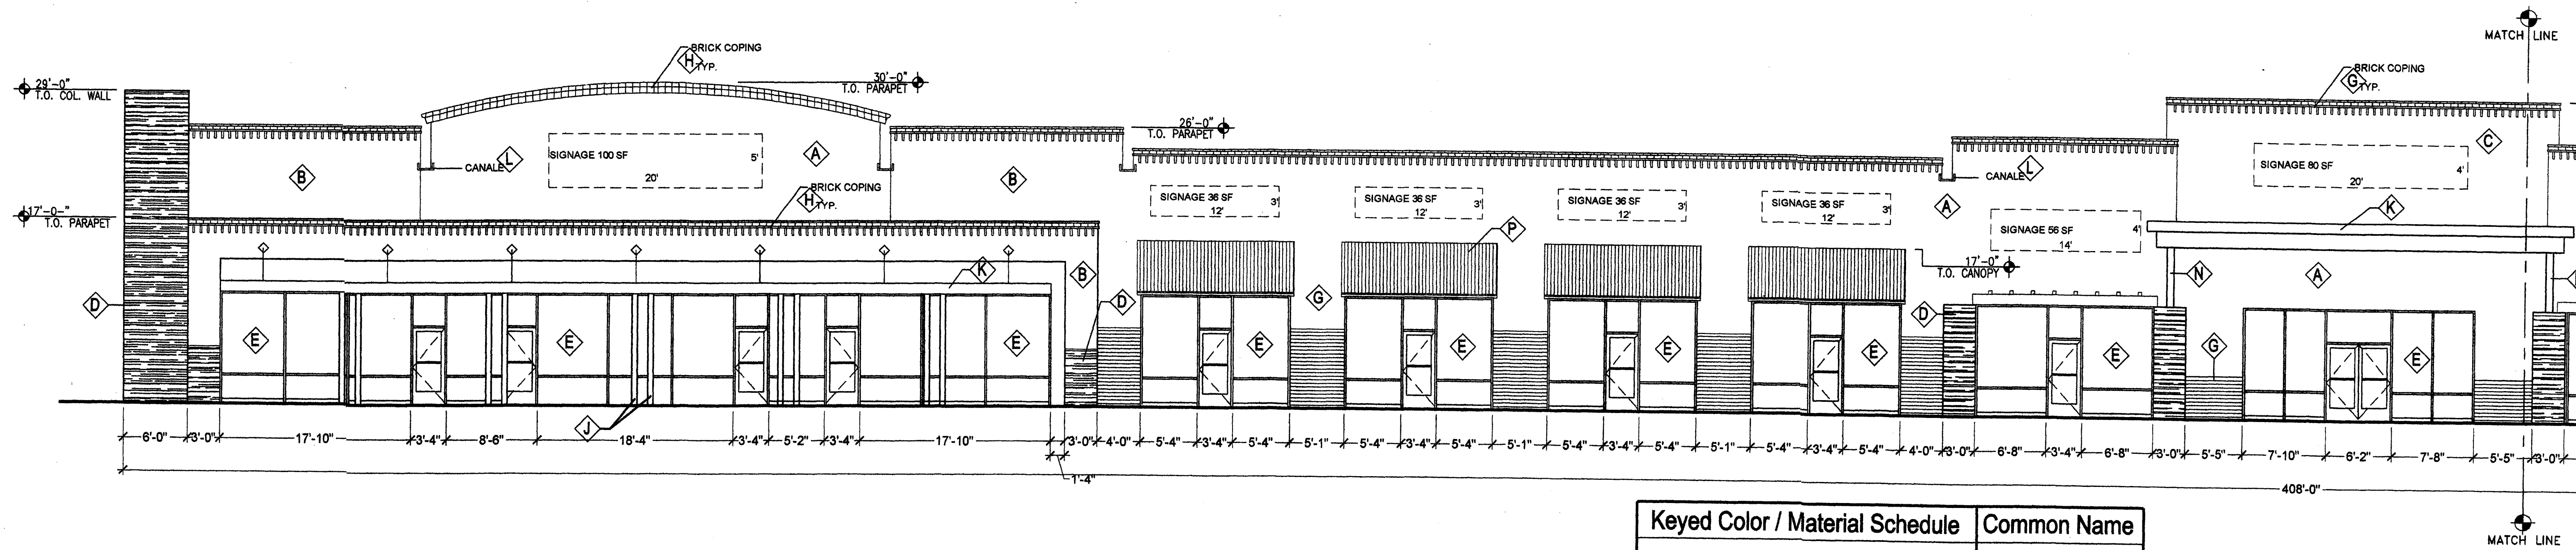 MATCH LINE
BRICK COPING
H TYP.
30'-0"
T.O. PARAPET
29'-0"
T.O. COL. WALL
BRICK COPING
G TYP.
26'-0"
T.O. PARAPET
SIGNAGE 100 SF
5'
20'
A
CANALE
L
B
B
C
SIGNAGE 80 SF
4'
20'
CANALE
L
BRICK COPING
H TYP.
17'-0-"
T.O. PARAPET
SIGNAGE 36 SF
3'
12'
SIGNAGE 36 SF
3'
12'
SIGNAGE 36 SF
3'
12'
SIGNAGE 36 SF
3'
12'
A
K
P
SIGNAGE 56 SF
4'
14'
17'-0"
T.O. CANOPY
K
B
N
A
D
D
G
D
E
E
E
E
E
E
E
E
G
E
J
6'-0" 3'-0" 17'-10" 3'-4" 8'-6" 18'-4" 3'-4" 5'-2" 3'-4" 17'-10" 3'-0" 4'-0" 5'-4" 3'-4" 5'-4" 5'-1" 5'-4" 3'-4" 5'-4" 5'-1" 5'-4" 3'-4" 5'-4" 5'-1" 5'-4" 3'-4" 5'-4" 4'-0" 3'-0" 6'-8" 3'-4" 6'-8" 3'-0" 5'-5" 7'-10" 6'-2" 7'-8" 5'-5" 3'-0"
1'-4"
408'-0"
Keyed Color / Material Schedule Common Name
MATCH LINE